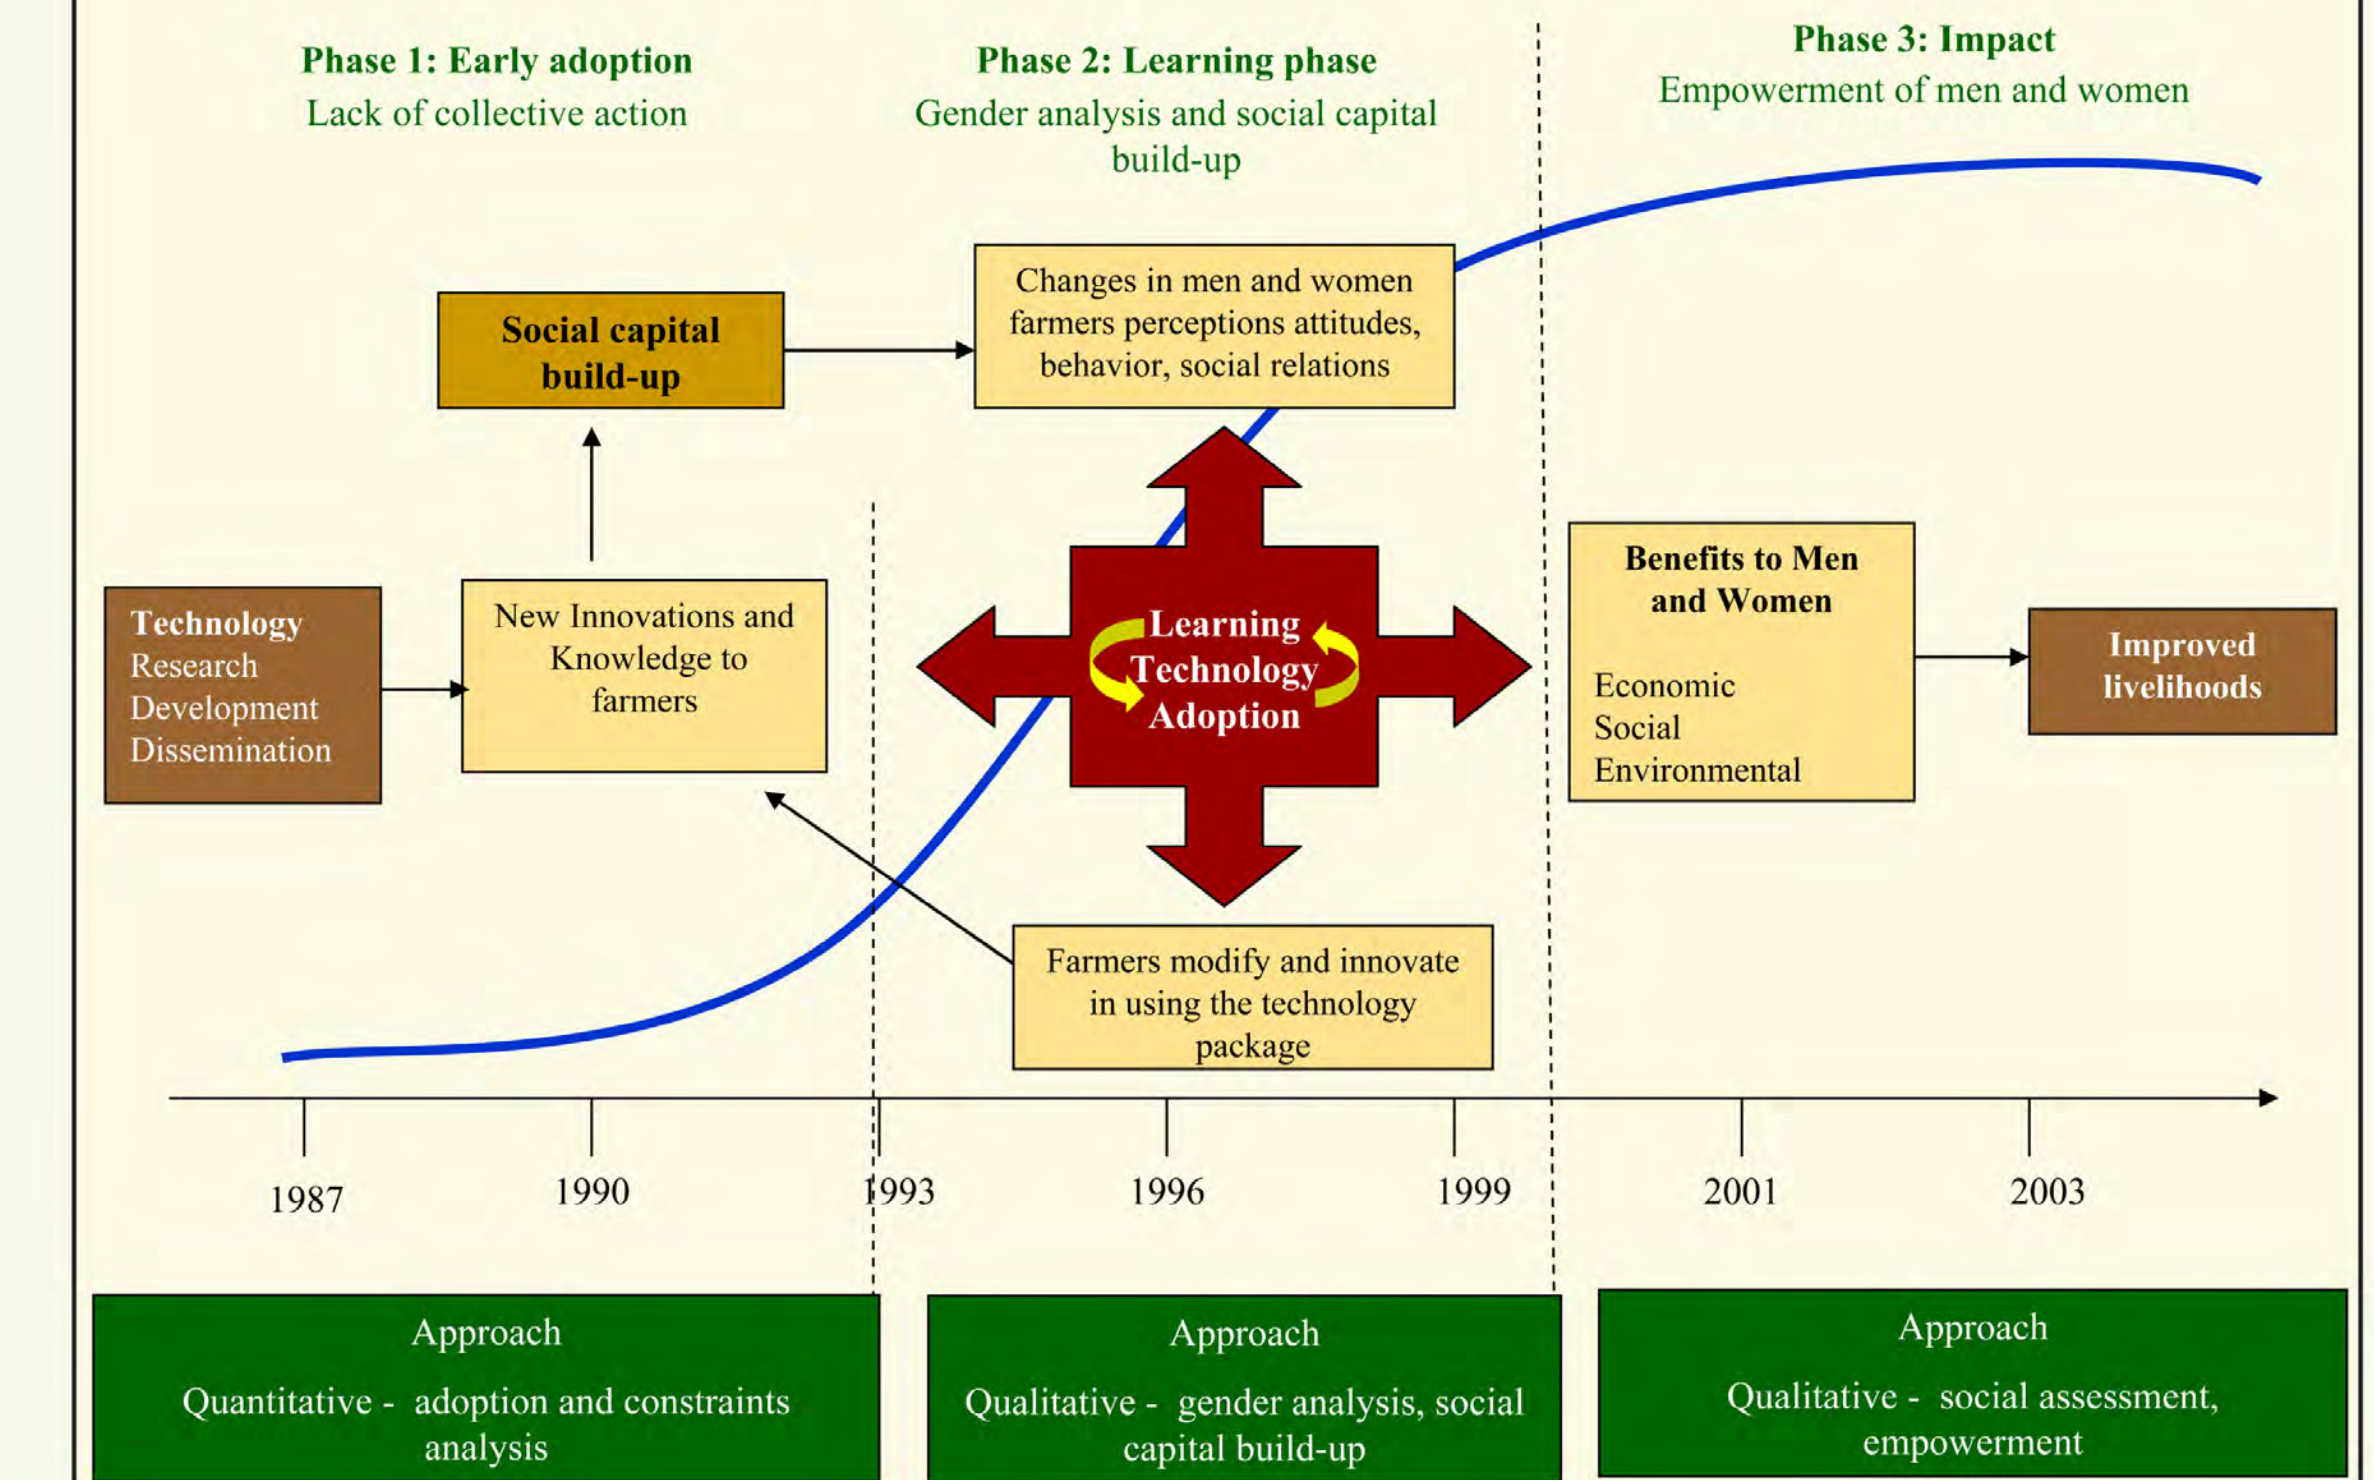 Phase 1: Early adoption
Lack of collective action
Phase 2: Learning phase
Gender analysis and social capital
build-up
Phase 3: Impact
Empowerment of men and women
Social capital
build-up
Changes in men and women
farmers perceptions attitudes,
behavior, social relations
Technology
Research
Development
Dissemination
New Innovations and
Knowledge to
farmers
Learning
Technology
Adoption
Benefits to Men
and Women
Economic
Social
Environmental
Improved
livelihoods
Farmers modify and innovate
in using the technology
package
1987
1990
1993
1996
1999
2001
2003
Approach
Quantitative - adoption and constraints
analysis
Approach
Qualitative - gender analysis, social
capital build-up
Approach
Qualitative - social assessment,
empowerment